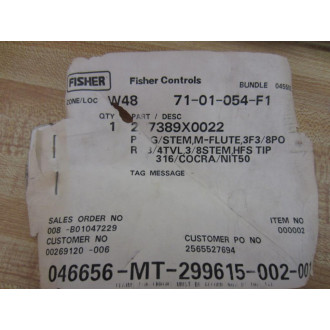 FISHER Fisher Controls BUNDLE
ZONE/LOC W48 71-01-054-F1
QTY PART / DESC
1 2 7389X0022
P G/STEM,M-FLUTE,3F3/8PO
R 3/4TVL,3/8STEM,HFS TIP
316/COCRA/NIT50
TAG MESSAGE
SALES ORDER NO ITEM NO
008 -B01047229 000002
CUSTOMER NO CUSTOMER PO NO
00269120 -006 2565527694
046656-MT-299615-002-001